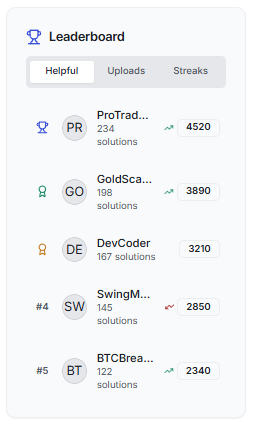 Leaderboard
Helpful Uploads Streaks
PR ProTrad... 4520
234
solutions
GO GoldSca... 3890
198
solutions
DE DevCoder 3210
167 solutions
#4 SW SwingM... 2850
145
solutions
#5 BT BTCBrea... 2340
122
solutions